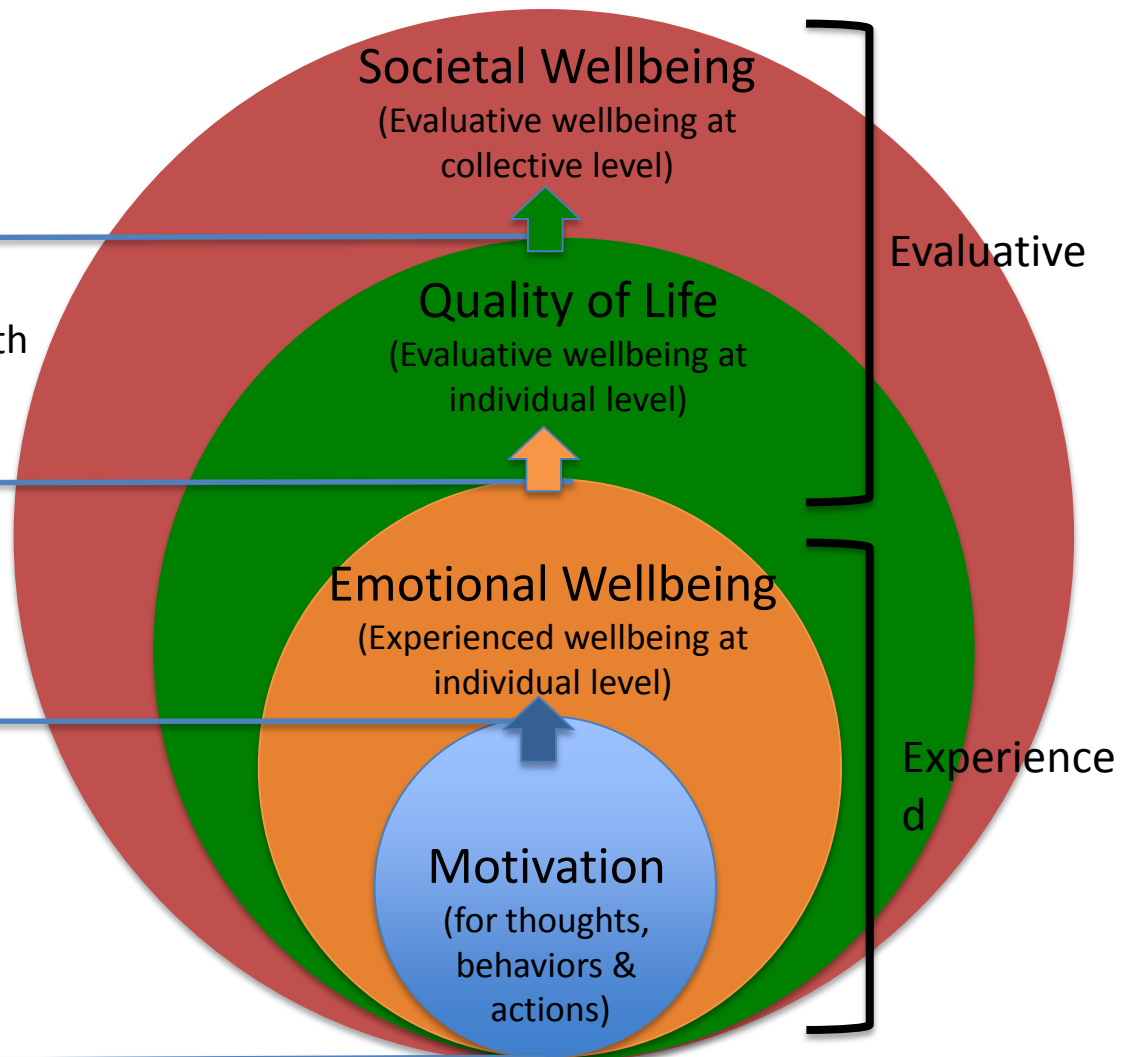 Societal Wellbeing
(Evaluative wellbeing at
collective level)
Evaluative
Quality of Life
th
(Evaluative wellbeing at
individual level)
Emotional Wellbeing
(Experienced wellbeing at
individual level)
Experience
d
Motivation
(for thoughts,
behaviors &
actions)